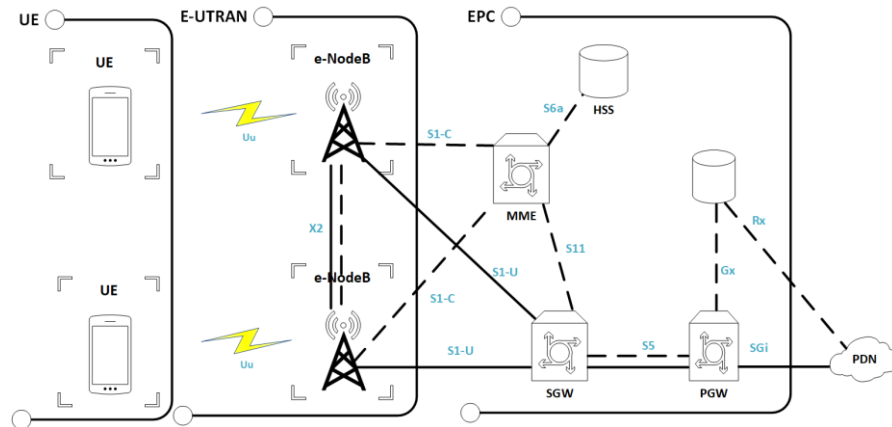 UE
E-UTRAN
EPC
UE
e-NodeB
HSS
S6a
Uu
S1-C
MME
Rx
X2
S11
Gx
UE
e-NodeB
S1-U
S1-C
Uu
S1-U
S5
SGi
PDN
SGW
PGW